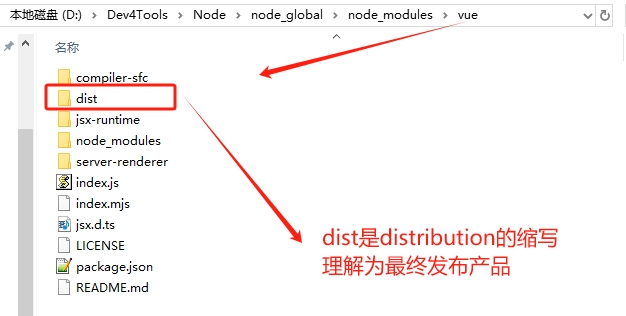 本地磁盘 (D:) › Dev4Tools › Node › node_global › node_modules › vue
名称
compiler-sfc
dist
jsx-runtime
node_modules
server-renderer
index.js
index.mjs
jsx.d.ts
LICENSE
package.json
README.md
dist是distribution的缩写
理解为最终发布产品